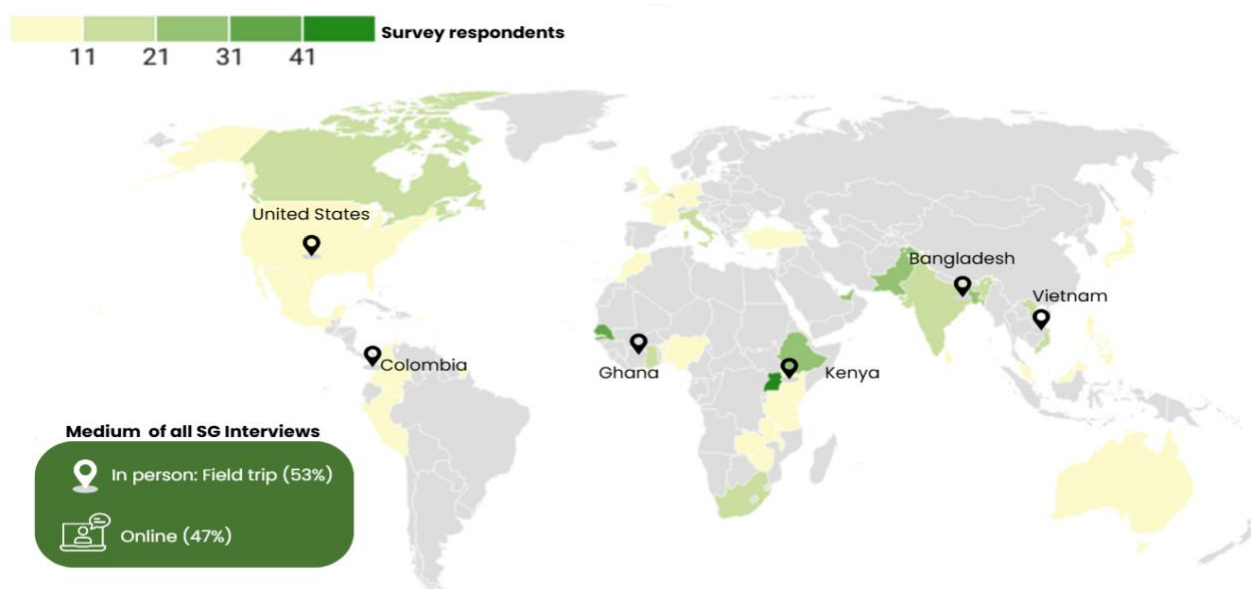 Survey respondents
11 21 31 41
United States
Bangladesh
Vietnam
Colombia
Ghana
Kenya
Medium of all SG Interviews
In person: Field trip (53%)
Online (47%)